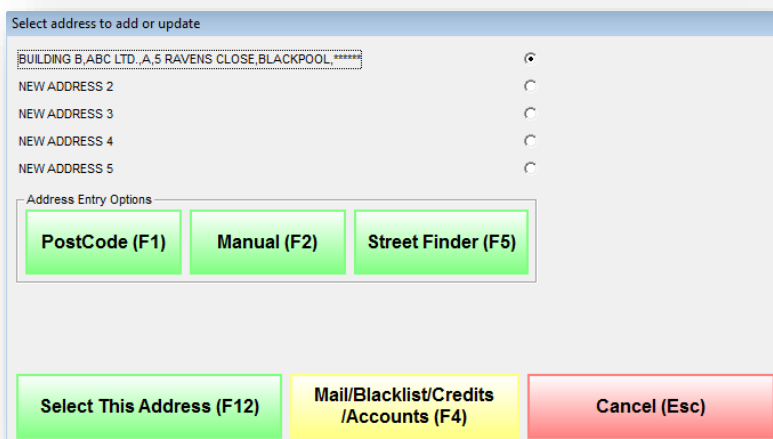 Select address to add or update
BUILDING B,ABC LTD.,A,5 RAVENS CLOSE,BLACKPOOL,******
NEW ADDRESS 2
NEW ADDRESS 3
NEW ADDRESS 4
NEW ADDRESS 5
Address Entry Options
PostCode (F1) Manual (F2) Street Finder (F5)
Select This Address (F12)
Mail/Blacklist/Credits
/Accounts (F4)
Cancel (Esc)